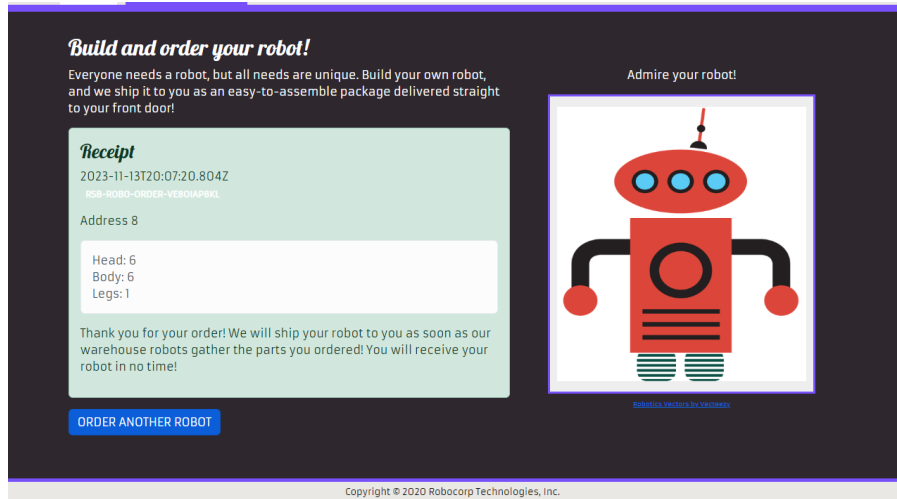 Build and order your robot!
Everyone needs a robot, but all needs are unique. Build your own robot,
and we ship it to you as an easy-to-assemble package delivered straight
to your front door!
Receipt
2023-11-13T20:07:20.804Z
RSB-ROBO-ORDER-VE8OIAP8KL
Address 8
Head: 6
Body: 6
Legs: 1
Thank you for your order! We will ship your robot to you as soon as our
warehouse robots gather the parts you ordered! You will receive your
robot in no time!
ORDER ANOTHER ROBOT
Admire your robot!
Robotics Vectors by Vecteezy
Copyright © 2020 Robocorp Technologies, Inc.